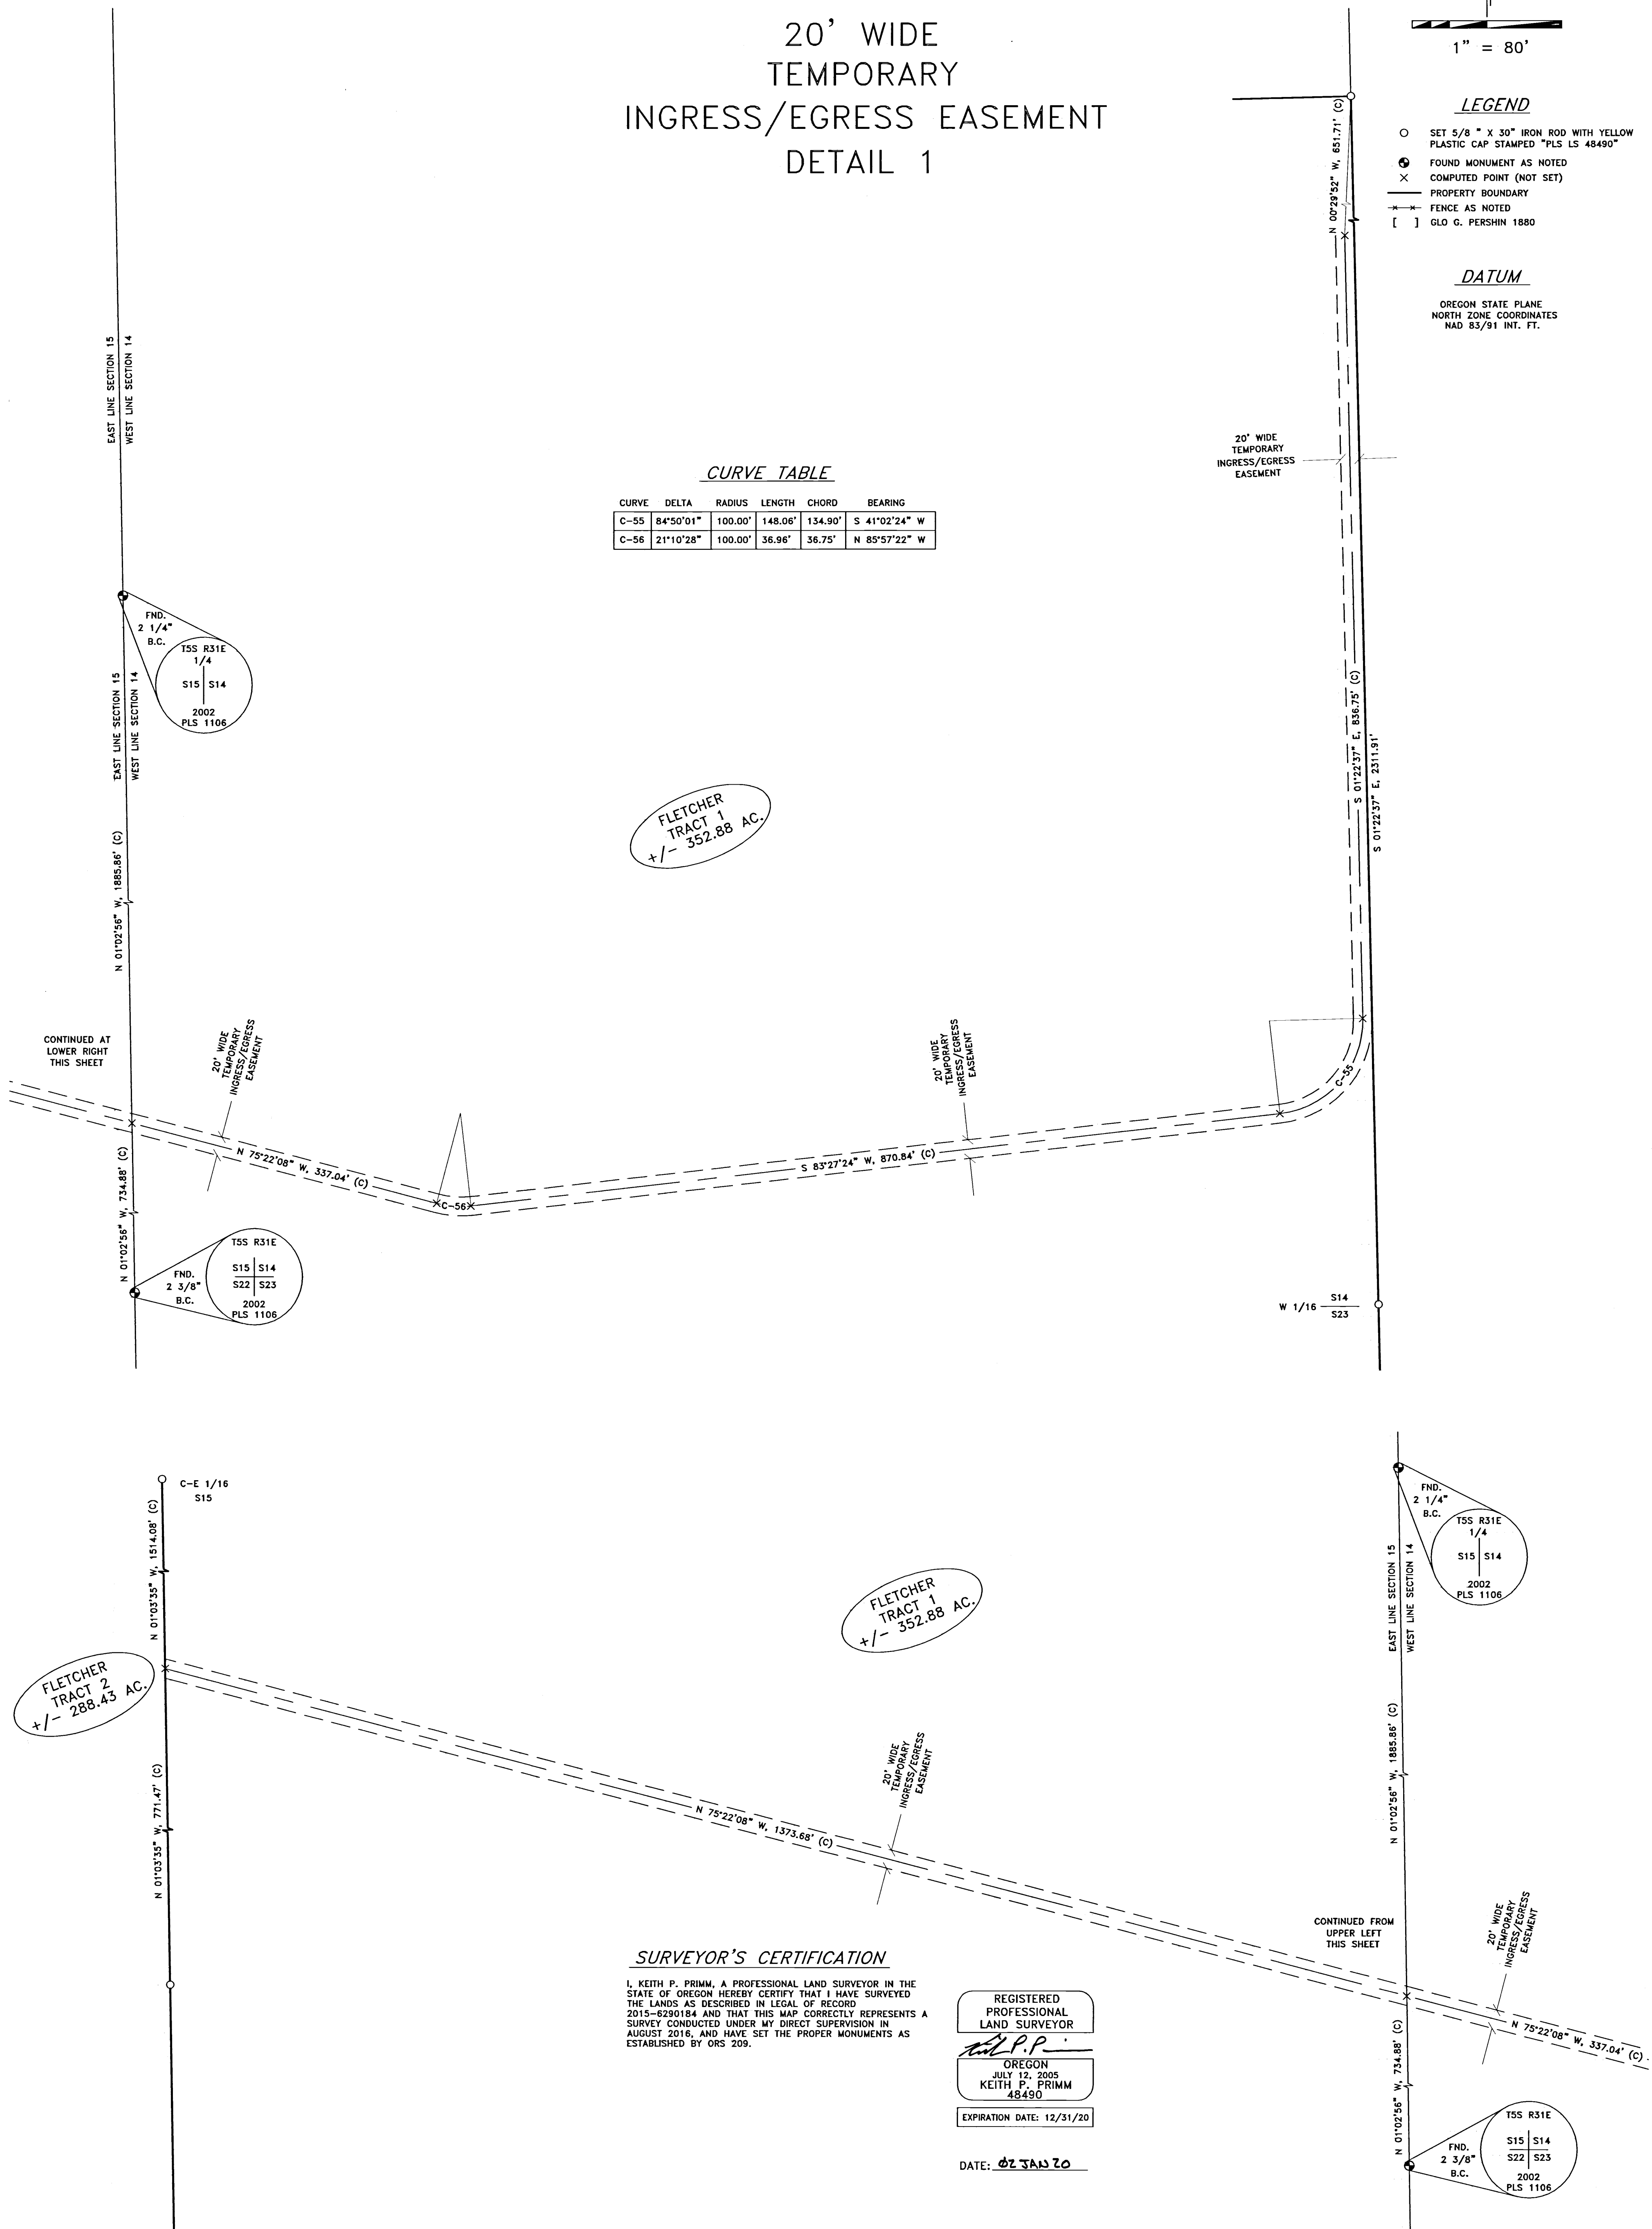 20' WIDE
TEMPORARY
INGRESS/EGRESS EASEMENT
DETAIL 1
1" = 80'
LEGEND
SET 5/8 " X 30" IRON ROD WITH YELLOW
PLASTIC CAP STAMPED "PLS LS 48490"
FOUND MONUMENT AS NOTED
COMPUTED POINT (NOT SET)
PROPERTY BOUNDARY
FENCE AS NOTED
[ ] GLO G. PERSHIN 1880
DATUM
OREGON STATE PLANE
NORTH ZONE COORDINATES
NAD 83/91 INT. FT.
N 00°29'52" W, 651.71' (C)
EAST LINE SECTION 15
WEST LINE SECTION 14
20' WIDE
TEMPORARY
INGRESS/EGRESS
EASEMENT
CURVE TABLE
CURVE DELTA RADIUS LENGTH CHORD BEARING
C-55 84°50'01" 100.00' 148.06' 134.90' S 41°02'24" W
C-56 21°10'28" 100.00' 36.96' 36.75' N 85°57'22" W
FND.
2 1/4"
B.C.
T5S R31E
1/4
S15 S14
2002
PLS 1106
EAST LINE SECTION 15
WEST LINE SECTION 14
S 01°22'37" E, 836.75' (C)
S 01°22'37" E, 2311.91'
FLETCHER
TRACT 1
+/- 352.88 AC.
N 01°02'56" W, 1885.86' (C)
CONTINUED AT
LOWER RIGHT
THIS SHEET
20' WIDE
TEMPORARY
INGRESS/EGRESS
EASEMENT
20' WIDE
TEMPORARY
INGRESS/EGRESS
EASEMENT
C-55
N 75°22'08" W, 337.04' (C)
C-56
S 83°27'24" W, 870.84' (C)
N 01°02'56" W, 734.88' (C)
FND.
2 3/8"
B.C.
T5S R31E
S15 S14
S22 S23
2002
PLS 1106
W 1/16 S14
S23
C-E 1/16
S15
N 01°03'35" W, 1514.08' (C)
FND.
2 1/4"
B.C.
T5S R31E
1/4
S15 S14
2002
PLS 1106
EAST LINE SECTION 15
WEST LINE SECTION 14
FLETCHER
TRACT 1
+/- 352.88 AC.
FLETCHER
TRACT 2
+/- 288.43 AC.
N 01°03'35" W, 771.47' (C)
20' WIDE
TEMPORARY
INGRESS/EGRESS
EASEMENT
N 75°22'08" W, 1373.68' (C)
N 01°02'56" W, 1885.86' (C)
CONTINUED FROM
UPPER LEFT
THIS SHEET
20' WIDE
TEMPORARY
INGRESS/EGRESS
EASEMENT
N 75°22'08" W, 337.04' (C)
N 01°02'56" W, 734.88' (C)
SURVEYOR'S CERTIFICATION
I, KEITH P. PRIMM, A PROFESSIONAL LAND SURVEYOR IN THE
STATE OF OREGON HEREBY CERTIFY THAT I HAVE SURVEYED
THE LANDS AS DESCRIBED IN LEGAL OF RECORD
2015-6290184 AND THAT THIS MAP CORRECTLY REPRESENTS A
SURVEY CONDUCTED UNDER MY DIRECT SUPERVISION IN
AUGUST 2016, AND HAVE SET THE PROPER MONUMENTS AS
ESTABLISHED BY ORS 209.
REGISTERED
PROFESSIONAL
LAND SURVEYOR
OREGON
JULY 12, 2005
KEITH P. PRIMM
48490
EXPIRATION DATE: 12/31/20
DATE: 02 JAN 20
FND.
2 3/8"
B.C.
T5S R31E
S15 S14
S22 S23
2002
PLS 1106